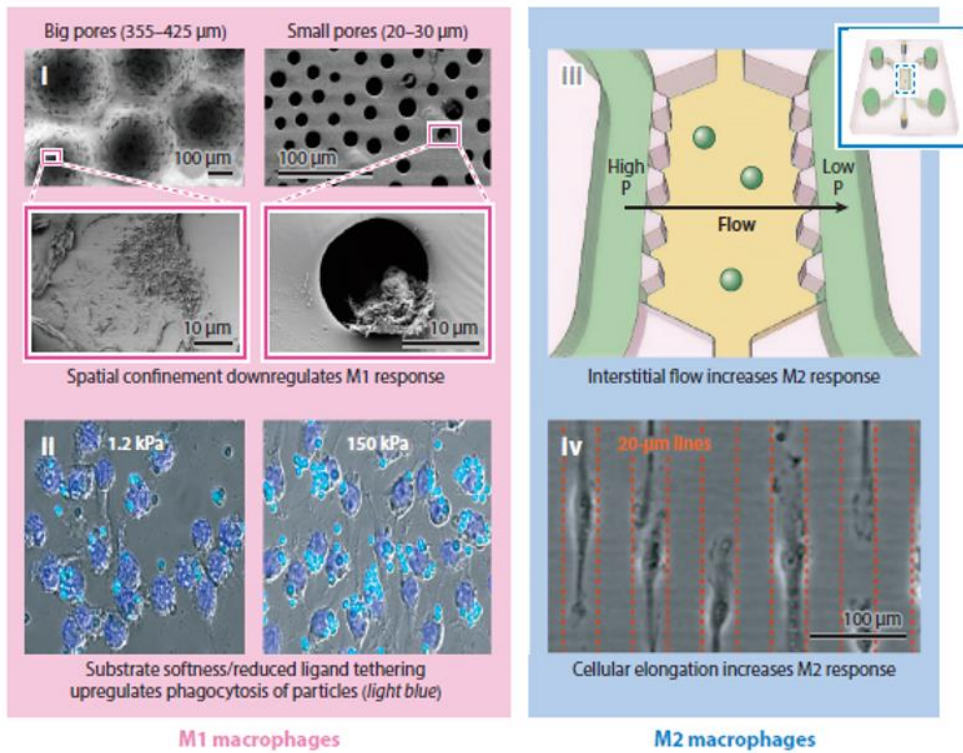 Big pores (355–425 μm)
Small pores (20–30 μm)
I
100 μm
100 μm
10 μm
10 μm
Spatial confinement downregulates M1 response
II
1.2 kPa
150 kPa
Substrate softness/reduced ligand tethering
upregulates phagocytosis of particles (light blue)
M1 macrophages
III
High
P
Low
P
Flow
Interstitial flow increases M2 response
Iv
20-μm lines
100 μm
Cellular elongation increases M2 response
M2 macrophages